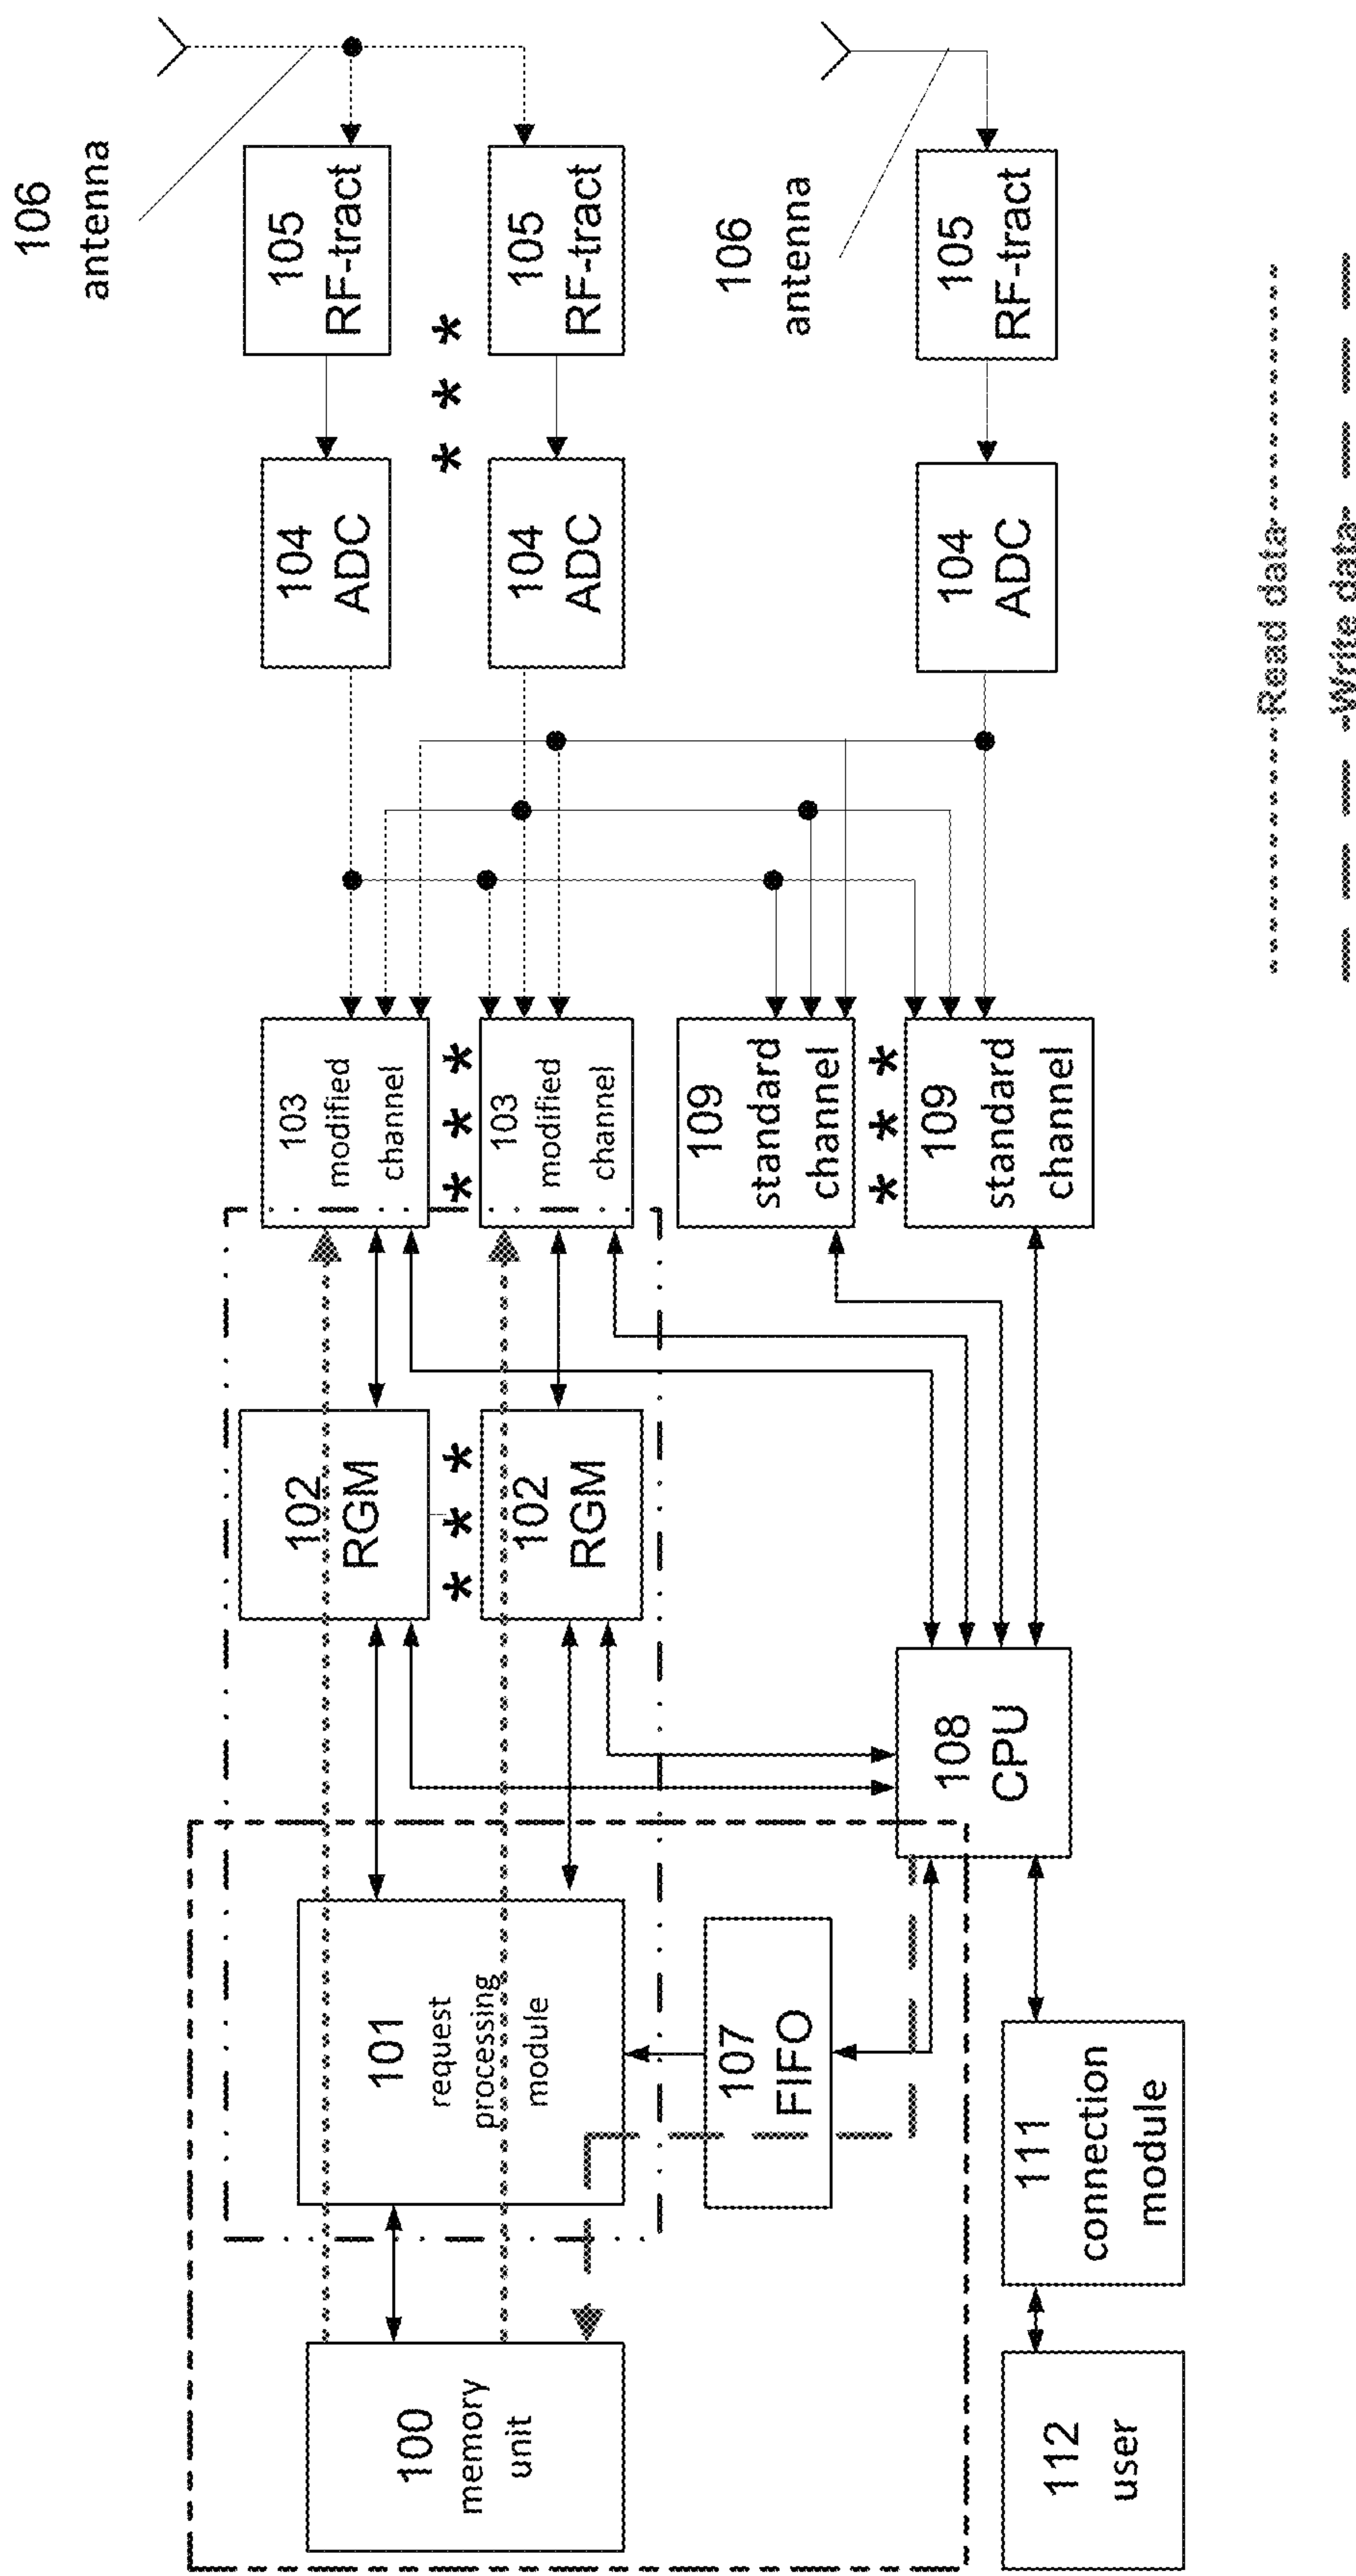 106
antenna
100
memory
unit
101
request
processing
module
102
RGM
103
modified
channel
104
ADC
105
RF-tract
* * *
* * *
* * *
102
RGM
103
modified
channel
104
ADC
105
RF-tract
107
FIFO
109
standard
channel
106
antenna
* * *
108
CPU
109
standard
channel
104
ADC
105
RF-tract
112
user
111
connection
module
Read data
Write data